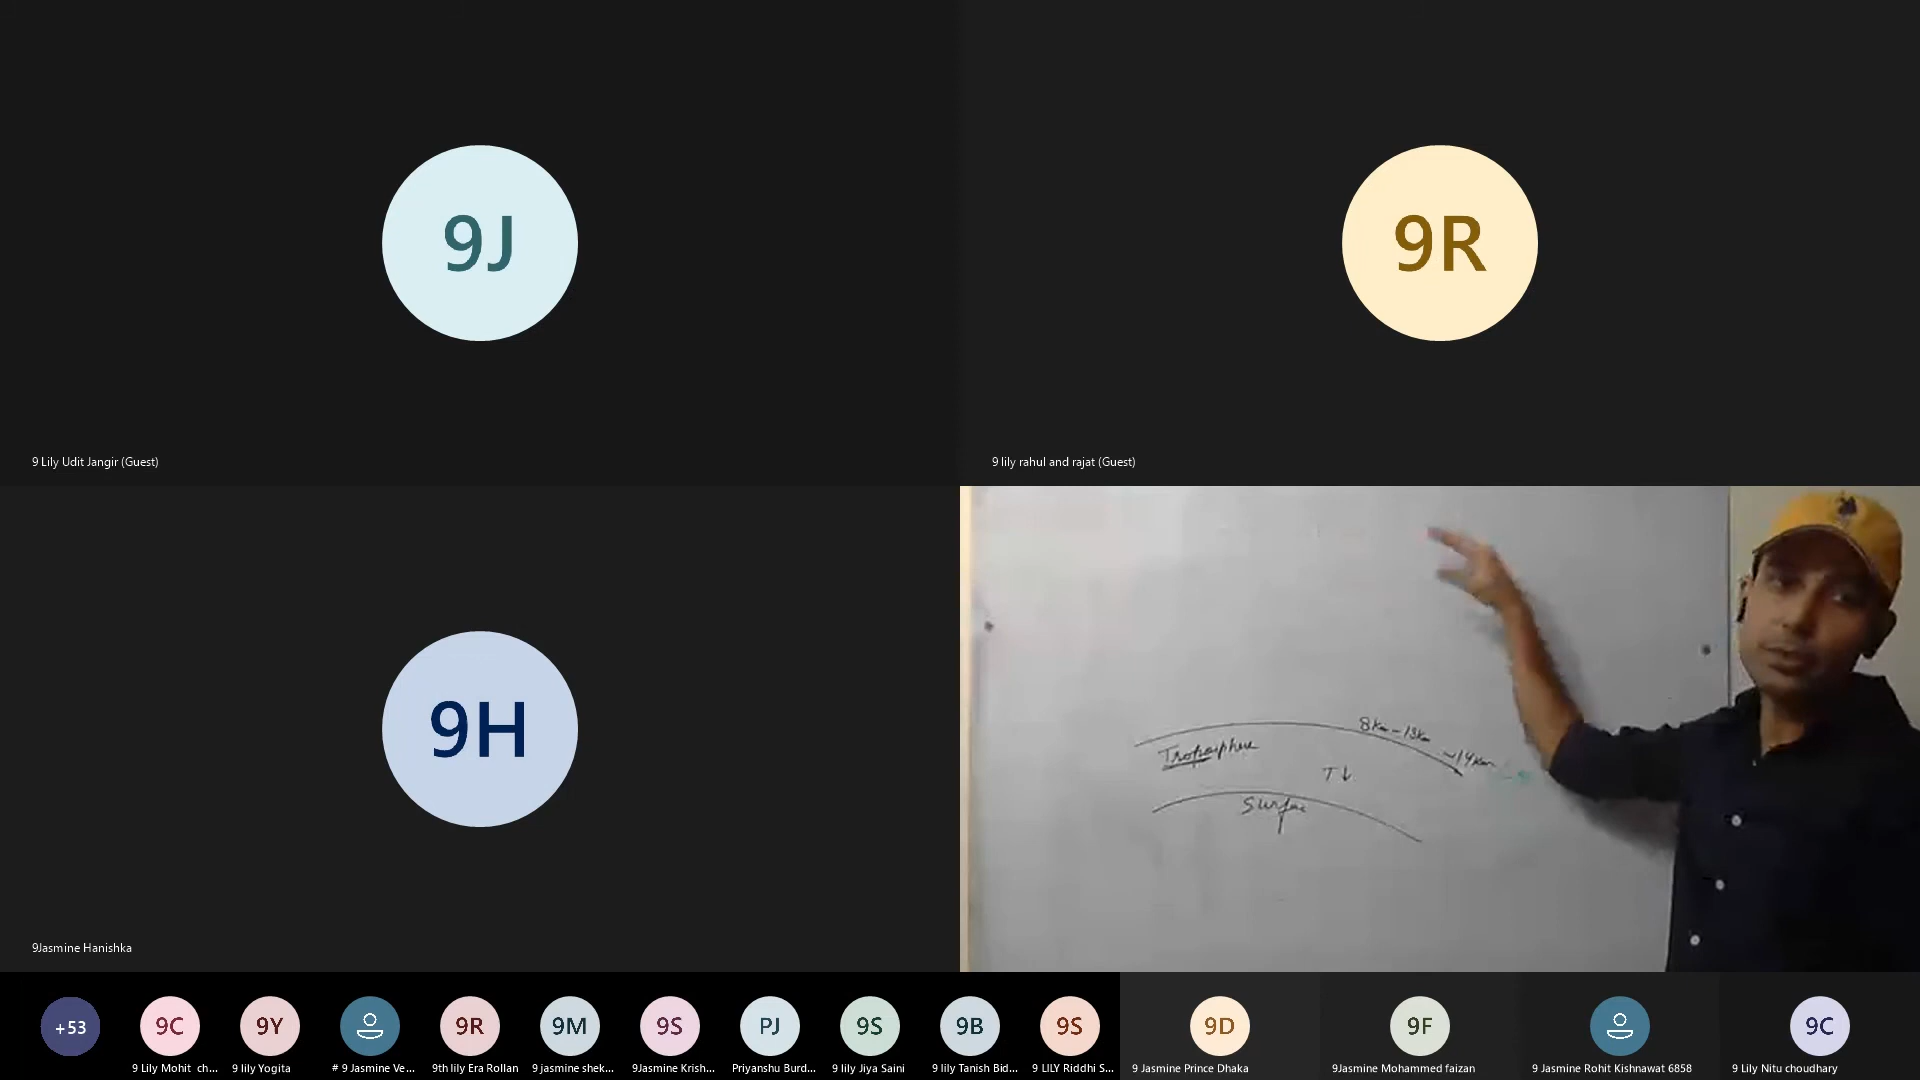 9J
9R
9 Lily Udit Jangir (Guest)
9 lily rahul and rajat (Guest)
9H
9Jasmine Hanishka
8Km-13Km
~14Km
Troposphere
T↓
Surface
+53
9C
9Y
9R
9M
9S
PJ
9S
9B
9S
9D
9F
9C
9 Lily Mohit ch...
9 lily Yogita
# 9 Jasmine Ve...
9th lily Era Rollan
9 jasmine shek...
9Jasmine Krish...
Priyanshu Burd...
9 lily Jiya Saini
9 lily Tanish Bid...
9 LILY Riddhi S...
9 Jasmine Prince Dhaka
9Jasmine Mohammed faizan
9 Jasmine Rohit Kishnawat 6858
9 Lily Nitu choudhary